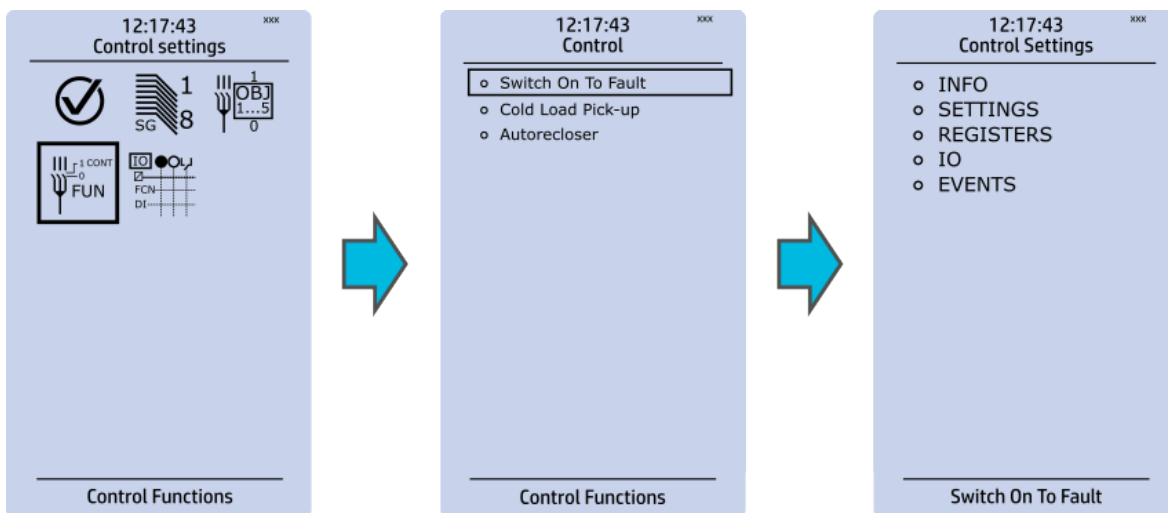 12:17:43 xxx
Control settings
1
SG 8
1
OBJ
1...5
0
1 CONT
0
FUN
IO
FCN
DI
Control Functions
12:17:43 xxx
Control
Switch On To Fault
Cold Load Pick-up
Autorecloser
Control Functions
12:17:43 xxx
Control Settings
INFO
SETTINGS
REGISTERS
IO
EVENTS
Switch On To Fault